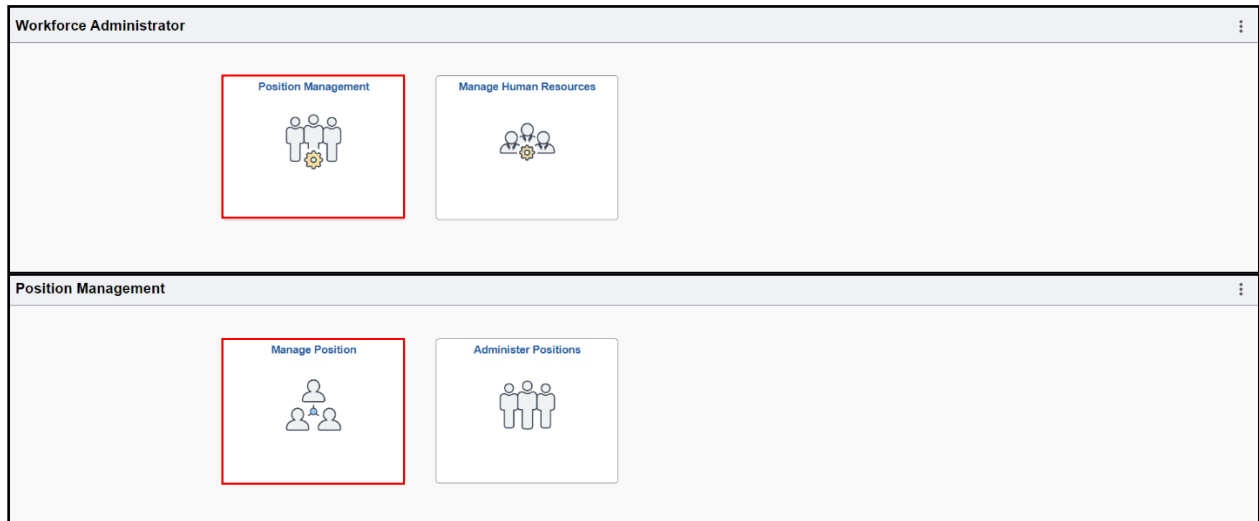 Workforce Administrator
Position Management
Manage Human Resources
Position Management
Manage Position
Administer Positions